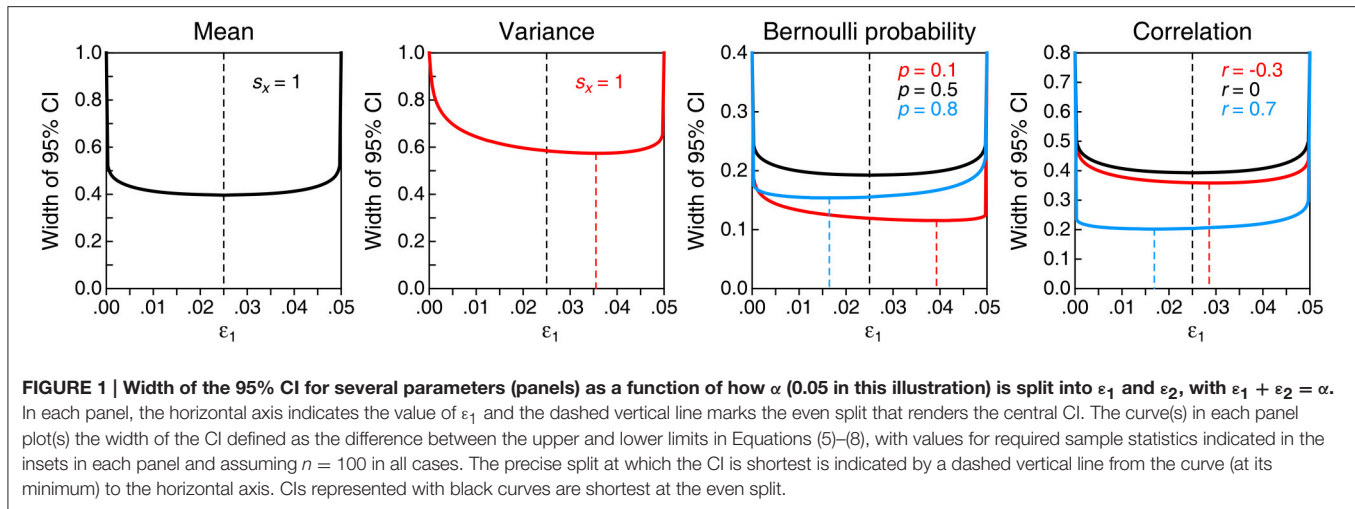 Mean
Variance
Bernoulli probability
Correlation
Width of 95% CI
1.0
0.8
0.6
0.4
0.2
0.0
sₓ = 1
.00 .01 .02 .03 .04 .05
ε₁
Width of 95% CI
1.0
0.8
0.6
0.4
0.2
0.0
sₓ = 1
.00 .01 .02 .03 .04 .05
ε₁
Width of 95% CI
0.4
0.3
0.2
0.1
0.0
p = 0.1
p = 0.5
p = 0.8
.00 .01 .02 .03 .04 .05
ε₁
Width of 95% CI
0.8
0.7
0.6
0.5
0.4
0.3
0.2
0.1
0.0
r = -0.3
r = 0
r = 0.7
.00 .01 .02 .03 .04 .05
ε₁
FIGURE 1 | Width of the 95% CI for several parameters (panels) as a function of how α (0.05 in this illustration) is split into ε₁ and ε₂, with ε₁ + ε₂ = α.
In each panel, the horizontal axis indicates the value of ε₁ and the dashed vertical line marks the even split that renders the central CI. The curve(s) in each panel
plot(s) the width of the CI defined as the difference between the upper and lower limits in Equations (5)–(8), with values for required sample statistics indicated in the
insets in each panel and assuming n = 100 in all cases. The precise split at which the CI is shortest is indicated by a dashed vertical line from the curve (at its
minimum) to the horizontal axis. CIs represented with black curves are shortest at the even split.